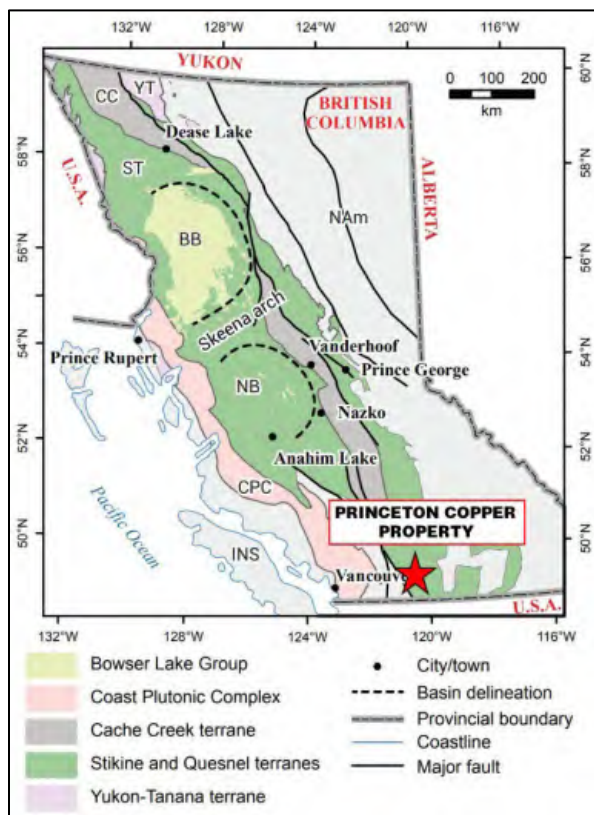 132°W 128°W 124°W 120°W
YUKON
60°N
CC
YT
0 100 200
km
BRITISH
COLUMBIA
Dease Lake
58°N
58°N
ST
U.S.A.
ALBERTA
NAm
BB
56°N
56°N
Skeena arch
54°N
54°N
Vanderhoof
Prince Rupert
Prince George
NB
Nazko
52°N
52°N
Anahim Lake
CPC
PRINCETON COPPER
PROPERTY
Pacific Ocean
50°N
50°N
INS
Vancouve
U.S.A.
132°W 128°W 124°W 120°W 116°W
Bowser Lake Group
Coast Plutonic Complex
Cache Creek terrane
Stikine and Quesnel terranes
Yukon-Tanana terrane
City/town
Basin delineation
Provincial boundary
Coastline
Major fault